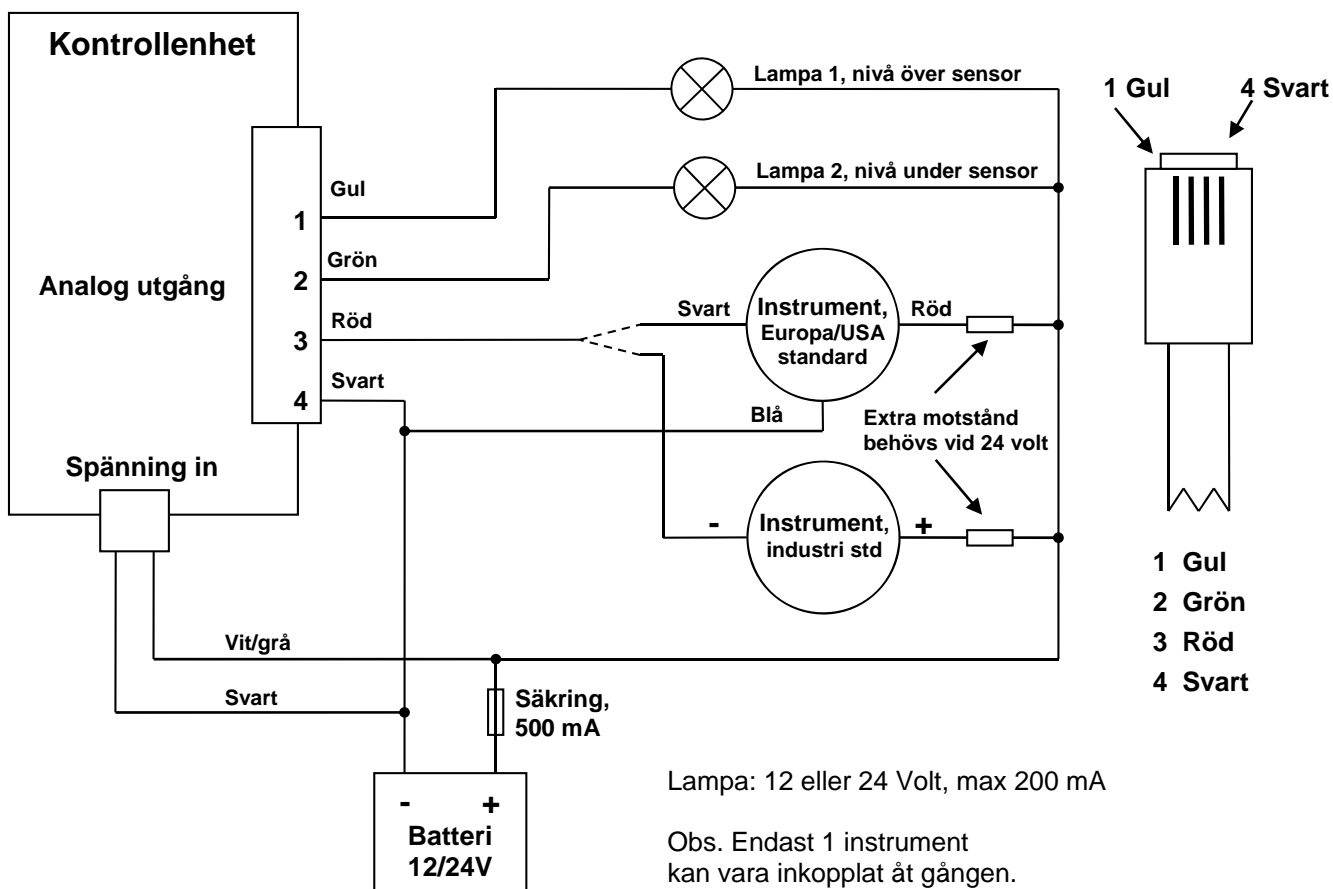 Kontrollenhet
Lampa 1, nivå över sensor
1 Gul
4 Svart
Lampa 2, nivå under sensor
Gul
1
Grön
Analog utgång
2
Röd
3
Svart
4
Svart
Instrument,
Europa/USA
standard
Röd
Blå
Extra motstånd
behövs vid 24 volt
Spänning in
-
Instrument,
industri std
+
1 Gul
2 Grön
3 Röd
4 Svart
Vit/grå
Svart
Säkring,
500 mA
- +
Batteri
12/24V
Lampa: 12 eller 24 Volt, max 200 mA
Obs. Endast 1 instrument
kan vara inkopplat åt gången.